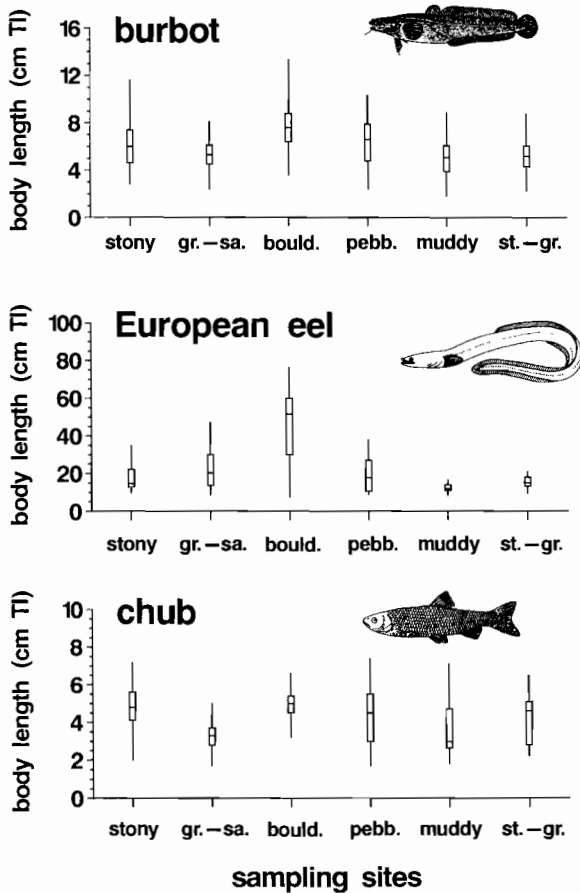 burbot
body length (cm Tl)
16
12
8
4
0
stony gr.–sa. bould. pebb. muddy st.–gr.
European eel
body length (cm Tl)
100
80
60
40
20
0
stony gr.–sa. bould. pebb. muddy st.–gr.
chub
body length (cm Tl)
10
8
6
4
2
0
stony gr.–sa. bould. pebb. muddy st.–gr.
sampling sites